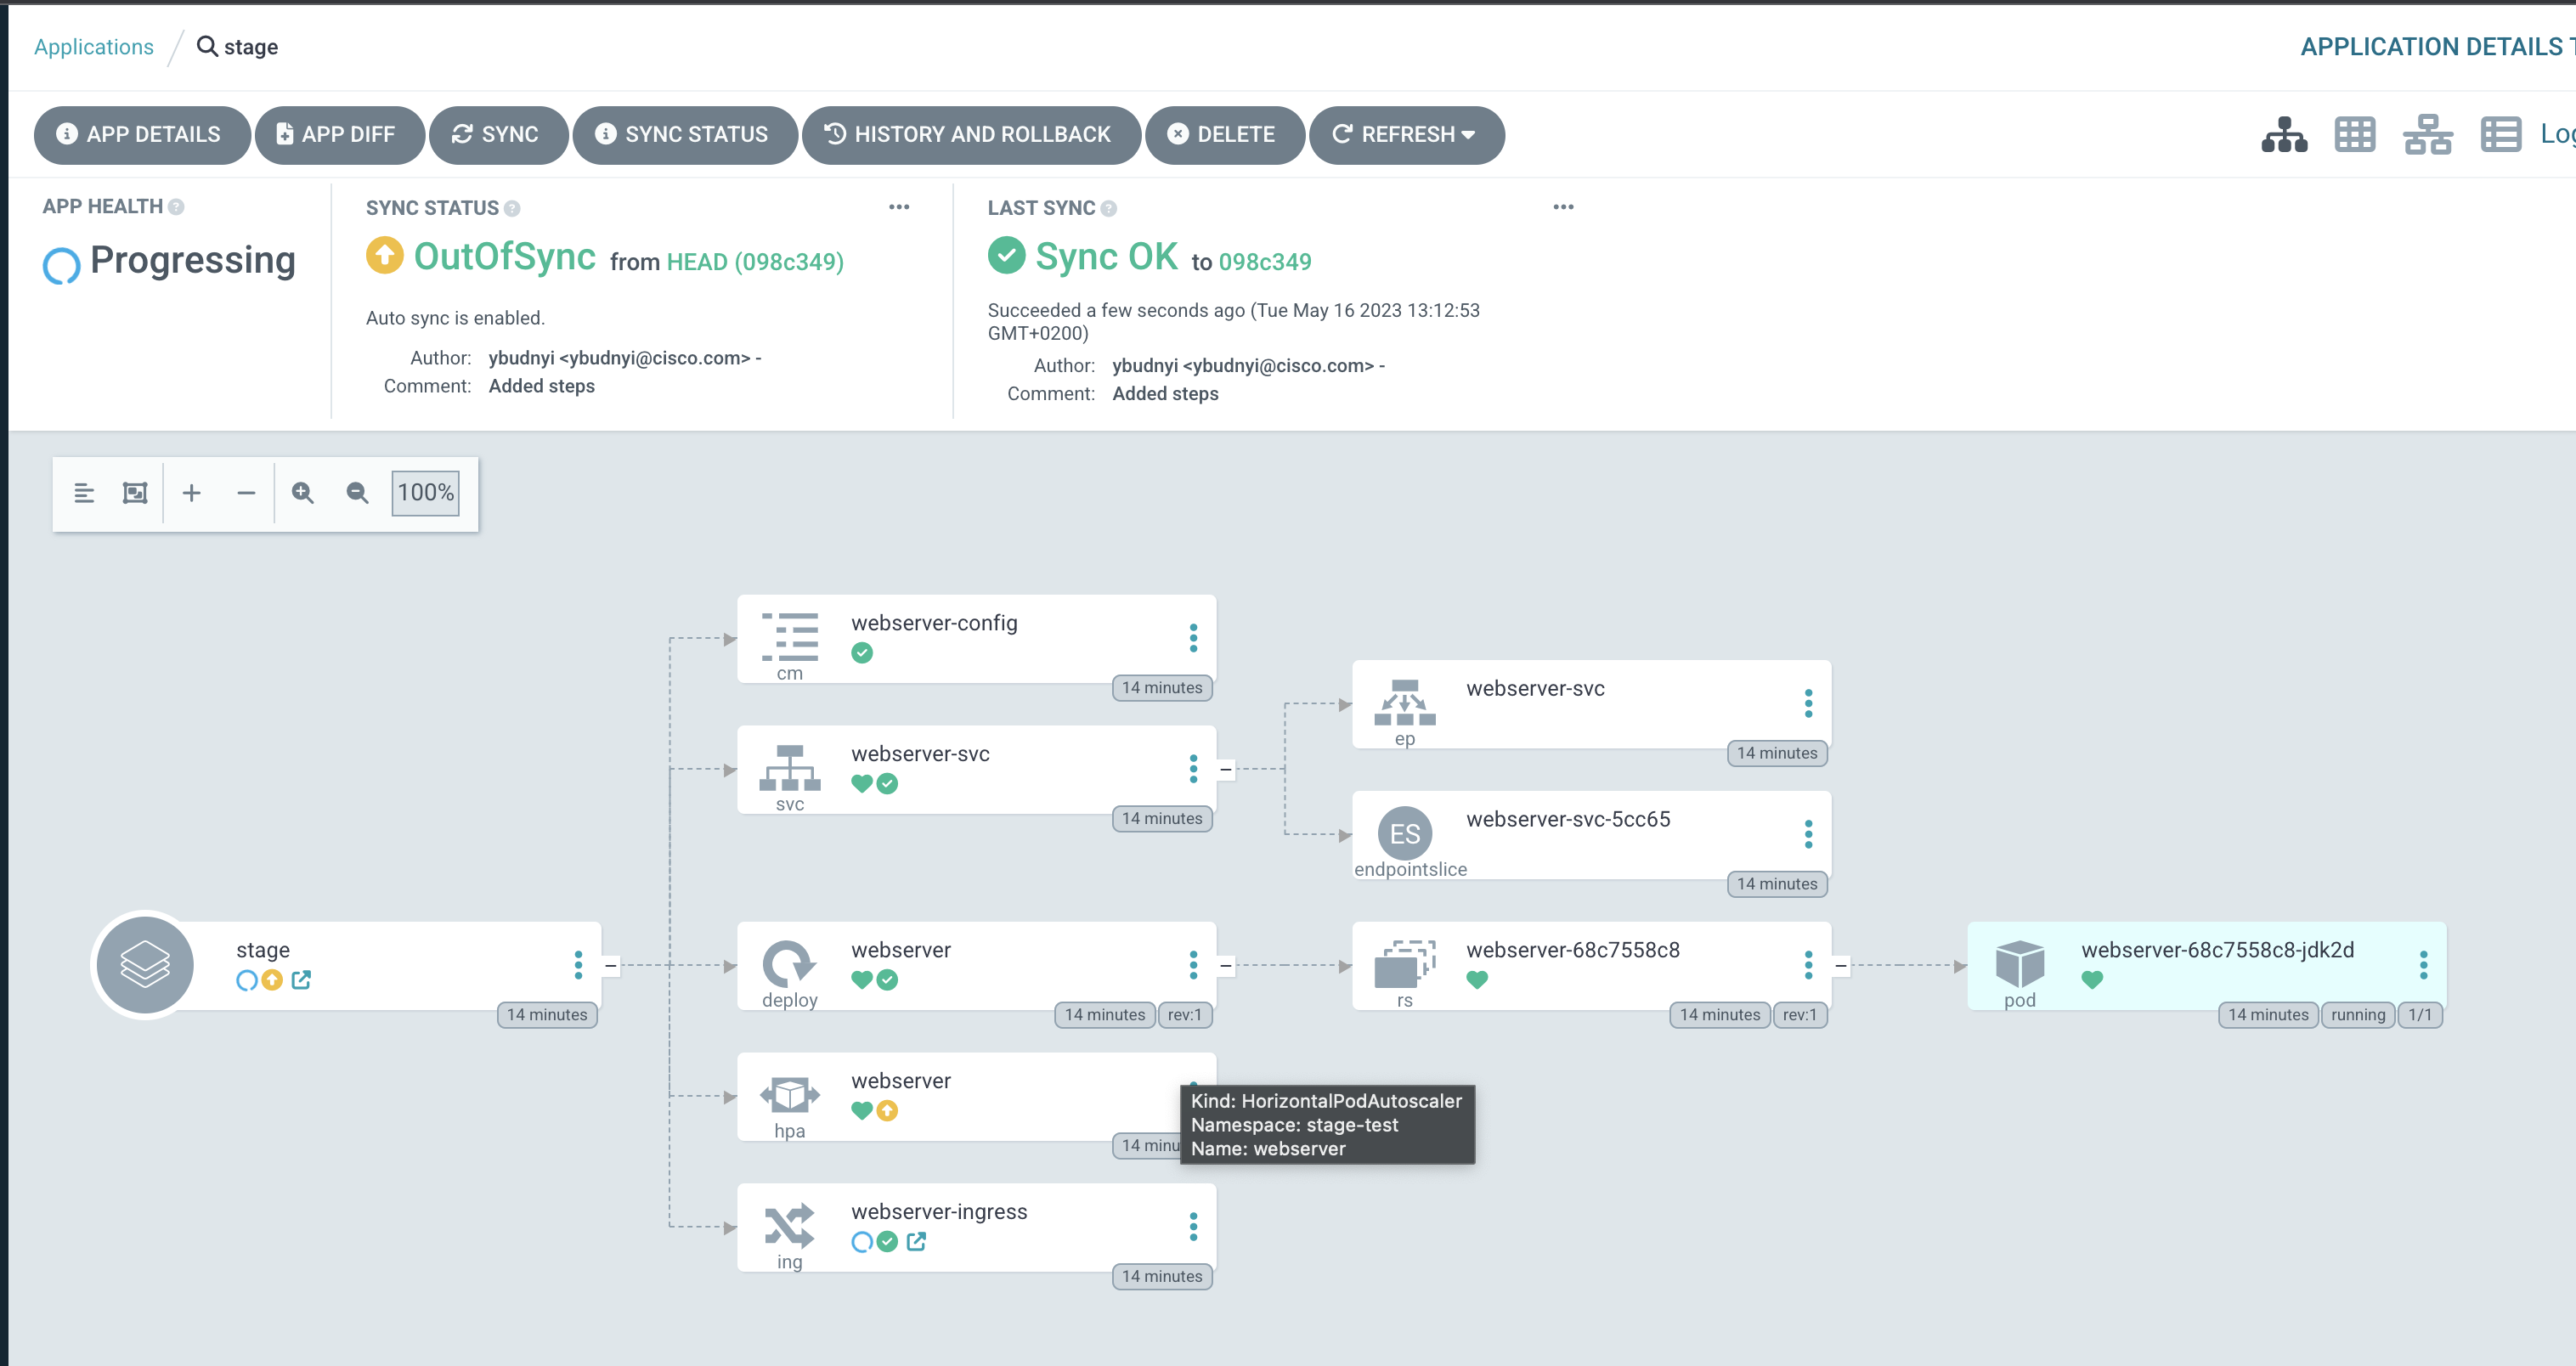 Applications / stage
APPLICATION DETAILS T
APP DETAILS
APP DIFF
SYNC
SYNC STATUS
HISTORY AND ROLLBACK
DELETE
REFRESH
Log
APP HEALTH
Progressing
SYNC STATUS
OutOfSync from HEAD (098c349)
Auto sync is enabled.
Author: ybudnyi <ybudnyi@cisco.com> -
Comment: Added steps
LAST SYNC
Sync OK to 098c349
Succeeded a few seconds ago (Tue May 16 2023 13:12:53
GMT+0200)
Author: ybudnyi <ybudnyi@cisco.com> -
Comment: Added steps
100%
webserver-config
cm
14 minutes
webserver-svc
svc
14 minutes
webserver-svc
ep
14 minutes
ES
webserver-svc-5cc65
endpointslice
14 minutes
stage
14 minutes
webserver
deploy
14 minutes rev:1
webserver-68c7558c8
rs
14 minutes rev:1
webserver-68c7558c8-jdk2d
pod
14 minutes running 1/1
webserver
hpa
14 minu
Kind: HorizontalPodAutoscaler
Namespace: stage-test
Name: webserver
webserver-ingress
ing
14 minutes